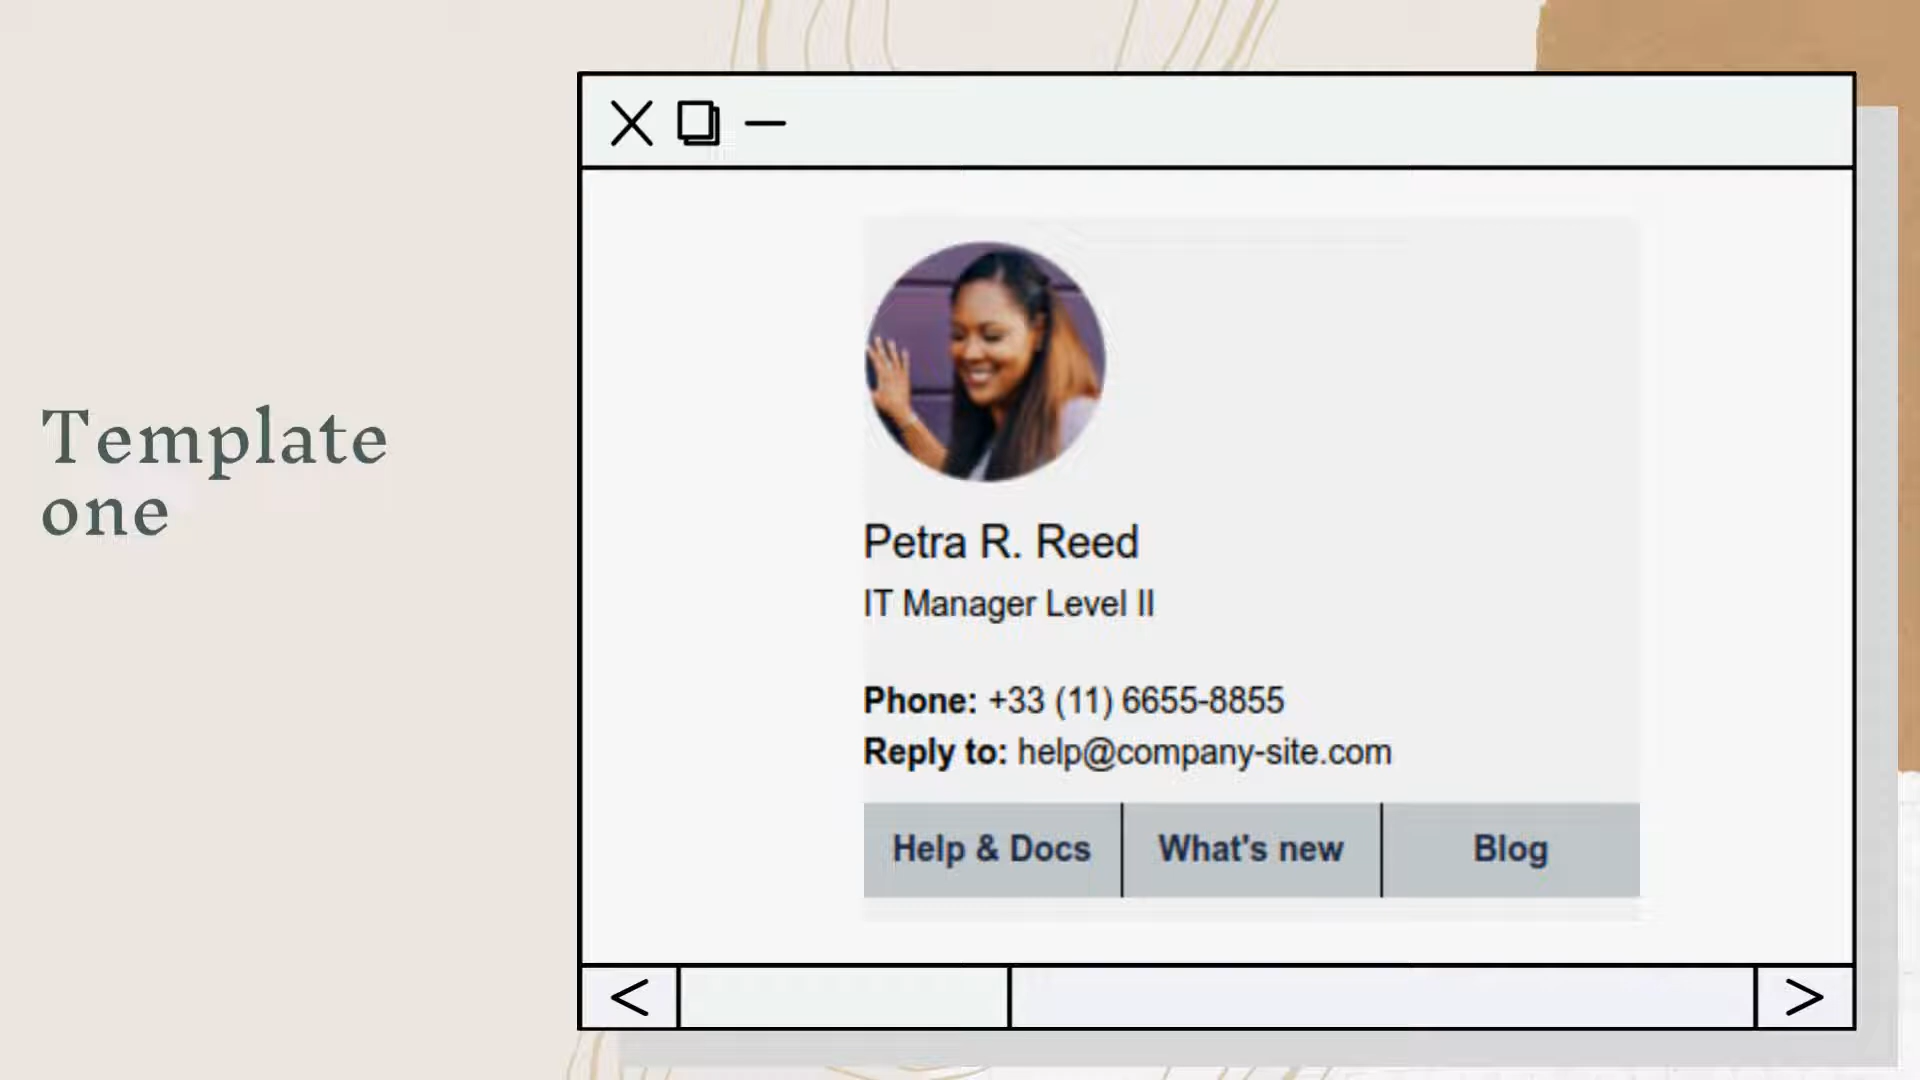 Template
one
Petra R. Reed
IT Manager Level II
Phone: +33 (11) 6655-8855
Reply to: help@company-site.com
Help & Docs What's new Blog